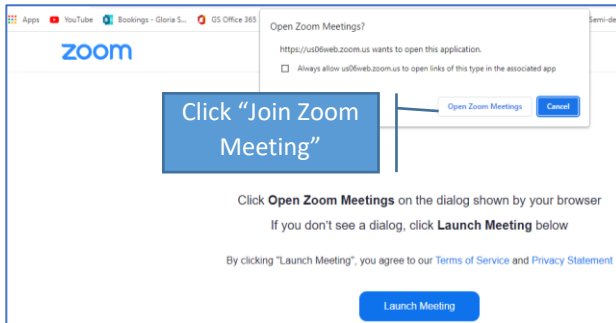 Apps YouTube Bookings - Gloria S... GS Office 365
Semi-de
zoom
Open Zoom Meetings?
https://us06web.zoom.us wants to open this application.
Always allow us06web.zoom.us to open links of this type in the associated app
Open Zoom Meetings Cancel
Click “Join Zoom
Meeting”
Click Open Zoom Meetings on the dialog shown by your browser
If you don't see a dialog, click Launch Meeting below
By clicking "Launch Meeting", you agree to our Terms of Service and Privacy Statement
Launch Meeting